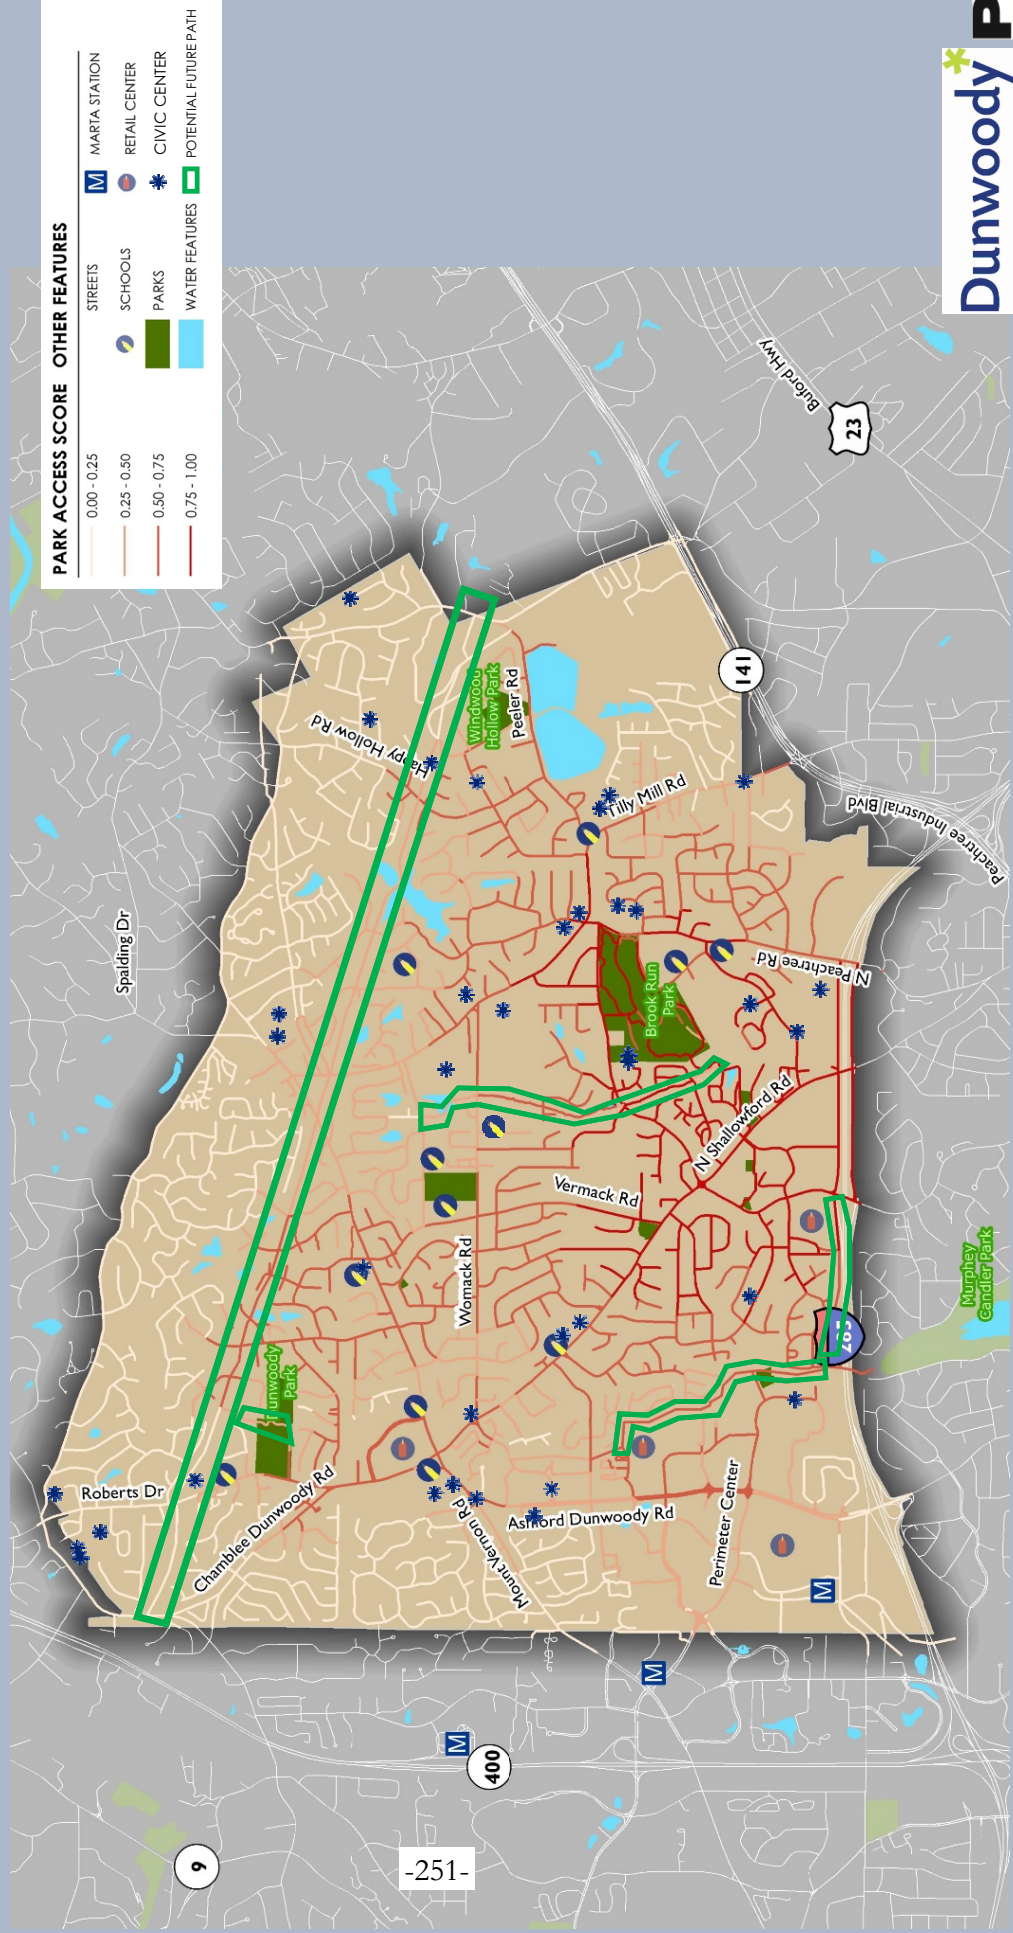 PARK ACCESS SCORE
0.00 - 0.25
0.25 - 0.50
0.50 - 0.75
0.75 - 1.00
OTHER FEATURES
STREETS
SCHOOLS
PARKS
WATER FEATURES
M MARTA STATION
RETAIL CENTER
CIVIC CENTER
POTENTIAL FUTURE PATH
Dunwoody*
P
Spalding Dr
Buford Hwy
23
141
Peachtree Industrial Blvd
Happy Hollow Rd
Windwood
Hollow Park
Peeler Rd
Tilly Mill Rd
N Peachtree Rd
Brook Run
Park
N Shallowford Rd
Vermack Rd
Womack Rd
Murphey
Candler Park
285
Dunwoody
Park
Roberts Dr
Chamblee Dunwoody Rd
Mount Vernon Rd
Ashford Dunwoody Rd
Perimeter Center
M
M
M
400
9
-251-